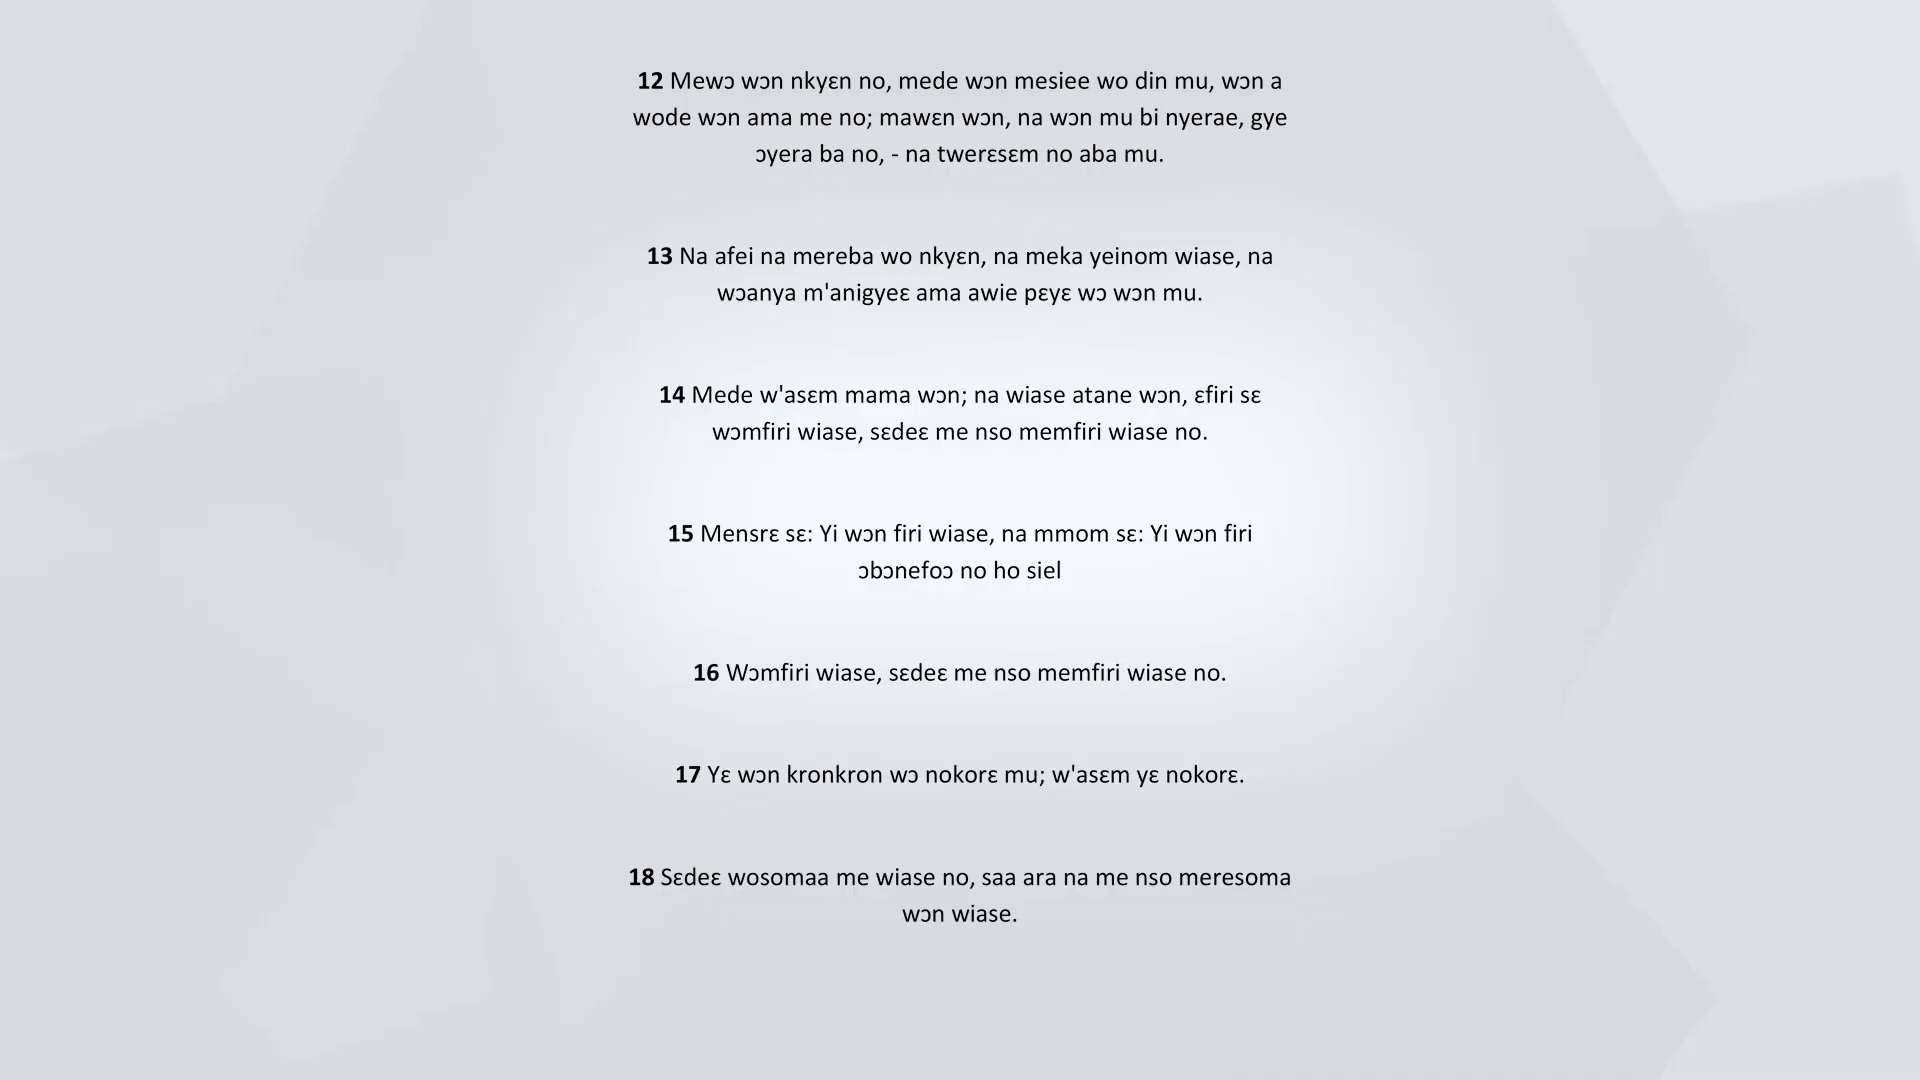 12 Mewɔ wɔn nkyɛn no, mede wɔn mesiee wo din mu, wɔn a
wode wɔn ama me no; mawɛn wɔn, na wɔn mu bi nyerae, gye
ɔyera ba no, - na twerɛsɛm no aba mu.
13 Na afei na mereba wo nkyɛn, na meka yeinom wiase, na
wɔanya m'anigyeɛ ama awie pɛyɛ wɔ wɔn mu.
14 Mede w'asɛm mama wɔn; na wiase atane wɔn, ɛfiri sɛ
wɔmfiri wiase, sɛdeɛ me nso memfiri wiase no.
15 Mensrɛ sɛ: Yi wɔn firi wiase, na mmom sɛ: Yi wɔn firi
ɔbɔnefoɔ no ho siel
16 Wɔmfiri wiase, sɛdeɛ me nso memfiri wiase no.
17 Yɛ wɔn kronkron wɔ nokorɛ mu; w'asɛm yɛ nokorɛ.
18 Sɛdeɛ wosomaa me wiase no, saa ara na me nso meresoma
wɔn wiase.